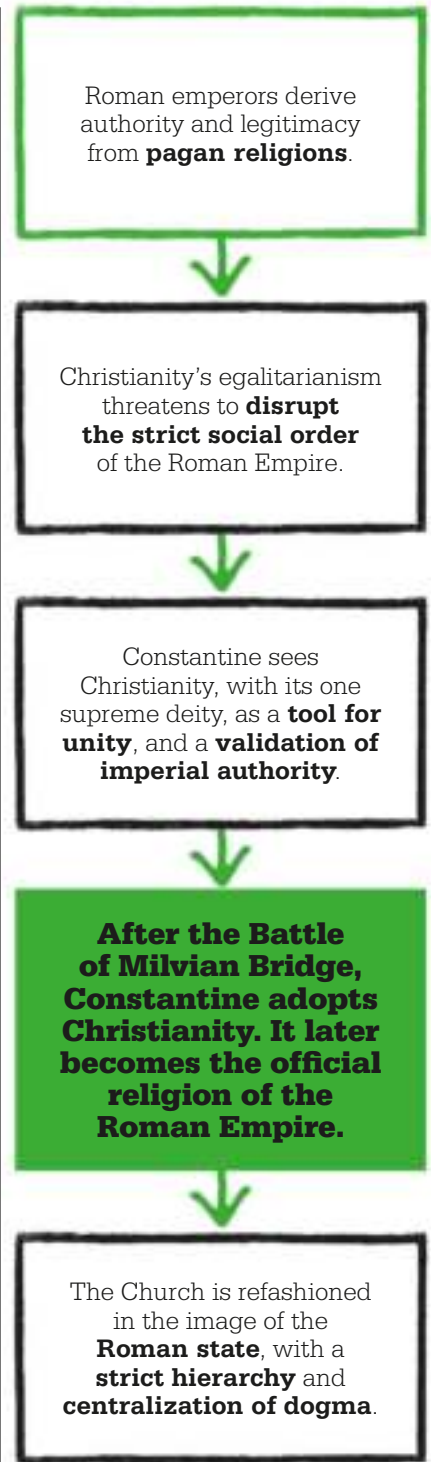 Roman emperors derive
authority and legitimacy
from pagan religions.
Christianity's egalitarianism
threatens to disrupt
the strict social order
of the Roman Empire.
Constantine sees
Christianity, with its one
supreme deity, as a tool for
unity, and a validation of
imperial authority.
After the Battle
of Milvian Bridge,
Constantine adopts
Christianity. It later
becomes the official
religion of the
Roman Empire.
The Church is refashioned
in the image of the
Roman state, with a
strict hierarchy and
centralization of dogma.